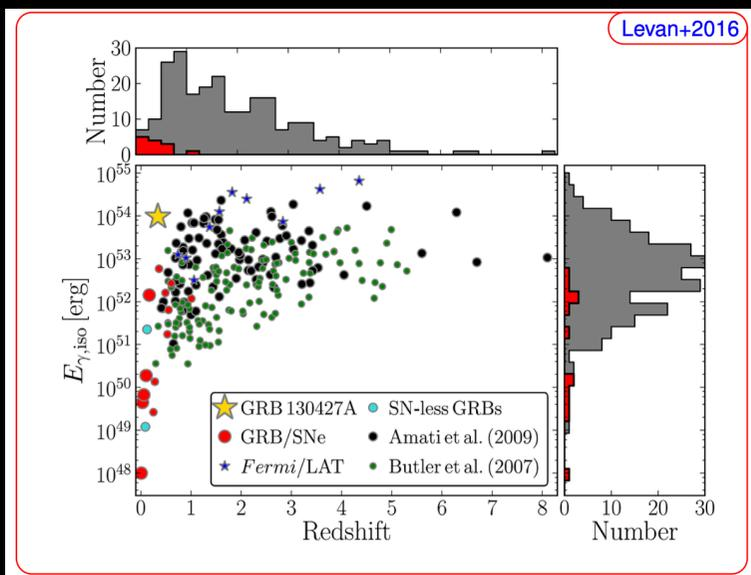 Levan+2016
Number
30
20
10
0
10^55
10^54
10^53
10^52
10^51
10^50
10^49
10^48
E_γ,iso [erg]
GRB 130427A
GRB/SNe
Fermi/LAT
SN-less GRBs
Amati et al. (2009)
Butler et al. (2007)
0 1 2 3 4 5 6 7 8
Redshift
0 10 20 30
Number